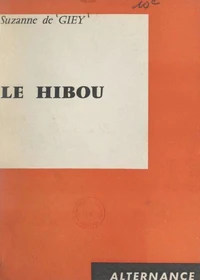 Suzanne de 'GIEY'
LE HIBOU
ALTERNANCE